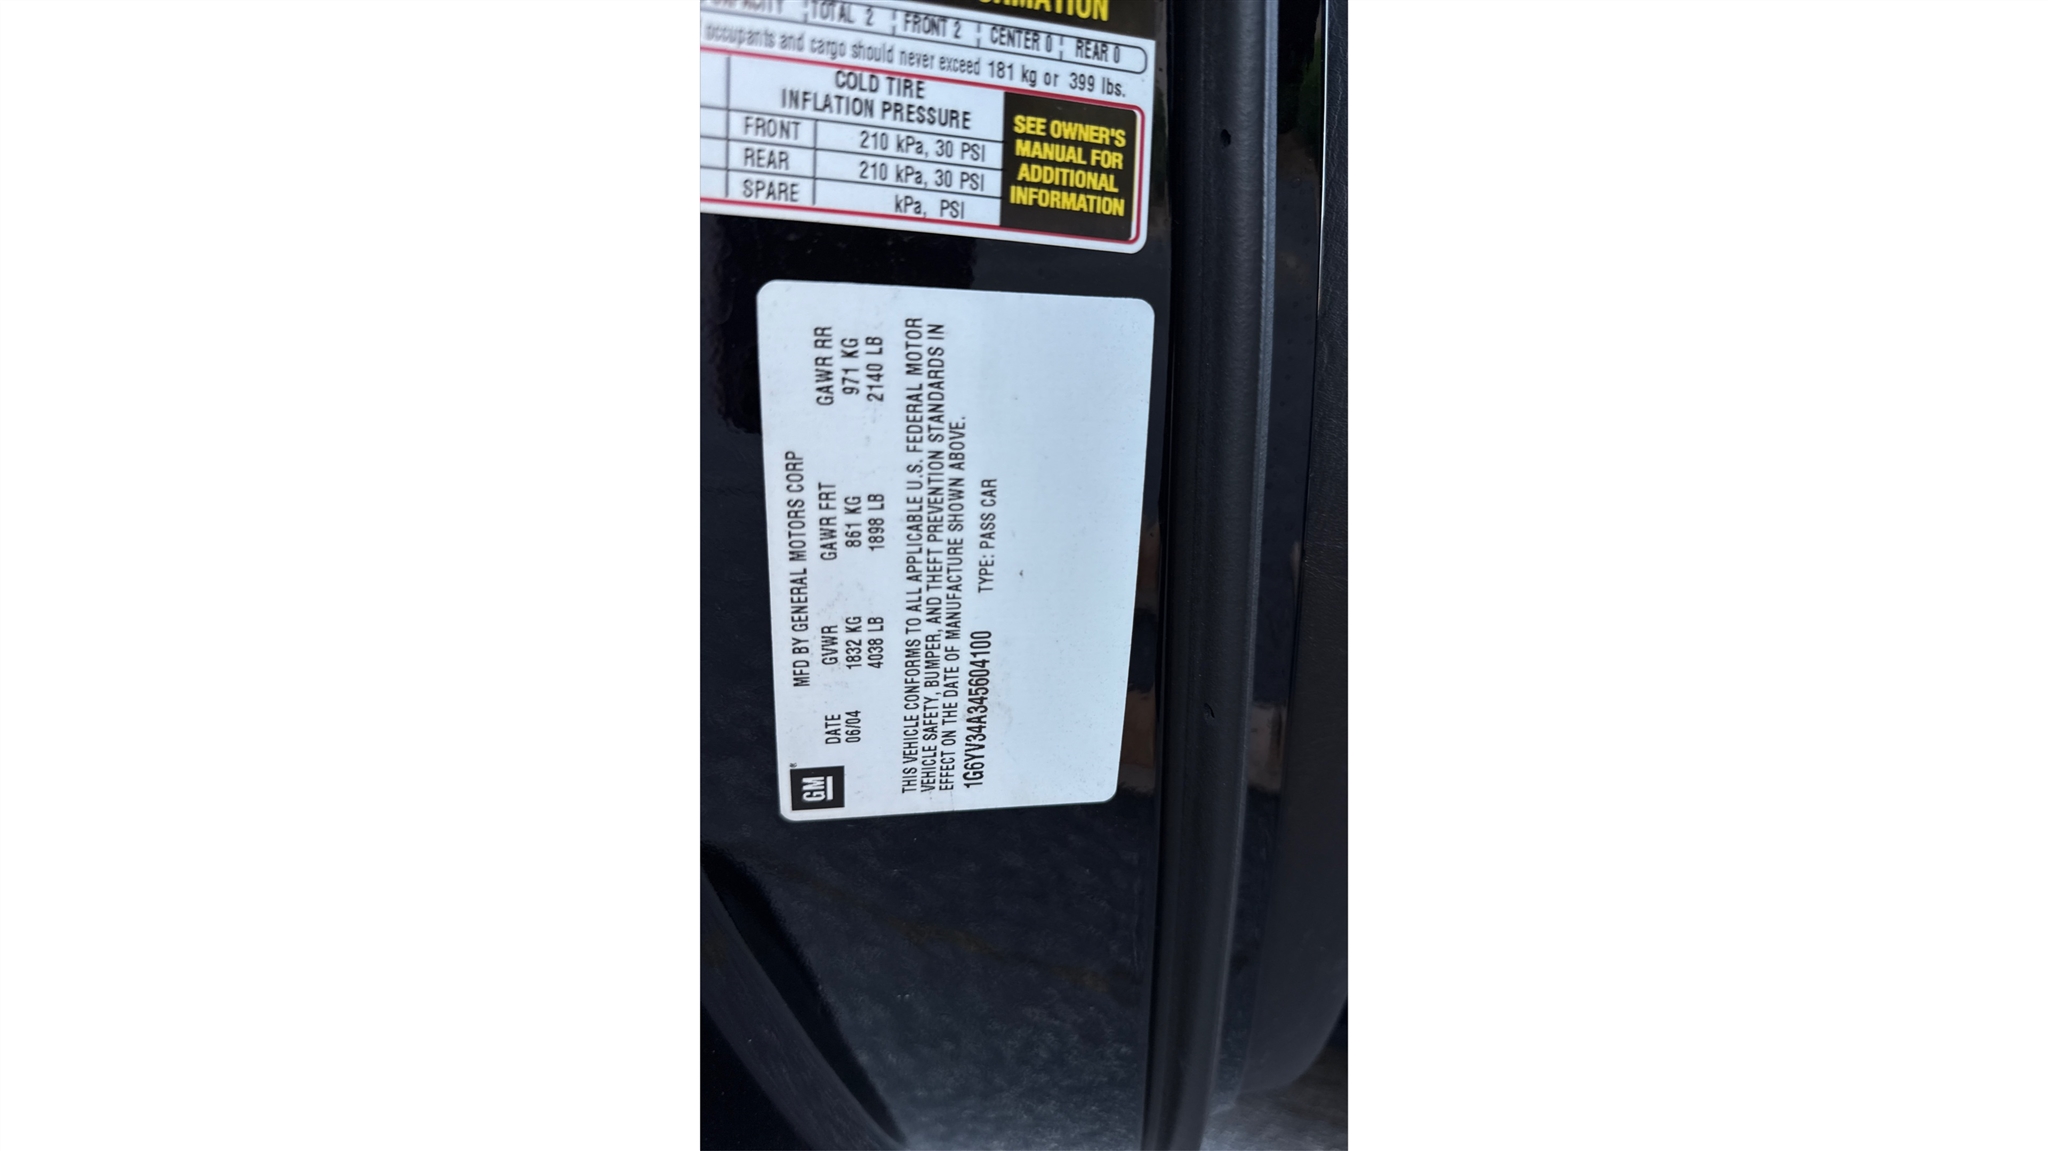 TOTAL 2 FRONT 2 CENTER 0 REAR 0
occupants and cargo should never exceed 181 kg or 399 lbs.
COLD TIRE
INFLATION PRESSURE
FRONT 210 kPa, 30 PSI
REAR 210 kPa, 30 PSI
SPARE kPa, PSI
SEE OWNER'S
MANUAL FOR
ADDITIONAL
INFORMATION
GM
MFD BY GENERAL MOTORS CORP
DATE GVWR GAWR FRT GAWR RR
06/04 1832 KG 861 KG 971 KG
4038 LB 1898 LB 2140 LB
THIS VEHICLE CONFORMS TO ALL APPLICABLE U.S. FEDERAL MOTOR
VEHICLE SAFETY, BUMPER, AND THEFT PREVENTION STANDARDS IN
EFFECT ON THE DATE OF MANUFACTURE SHOWN ABOVE.
1G6YV34A345604100 TYPE: PASS CAR